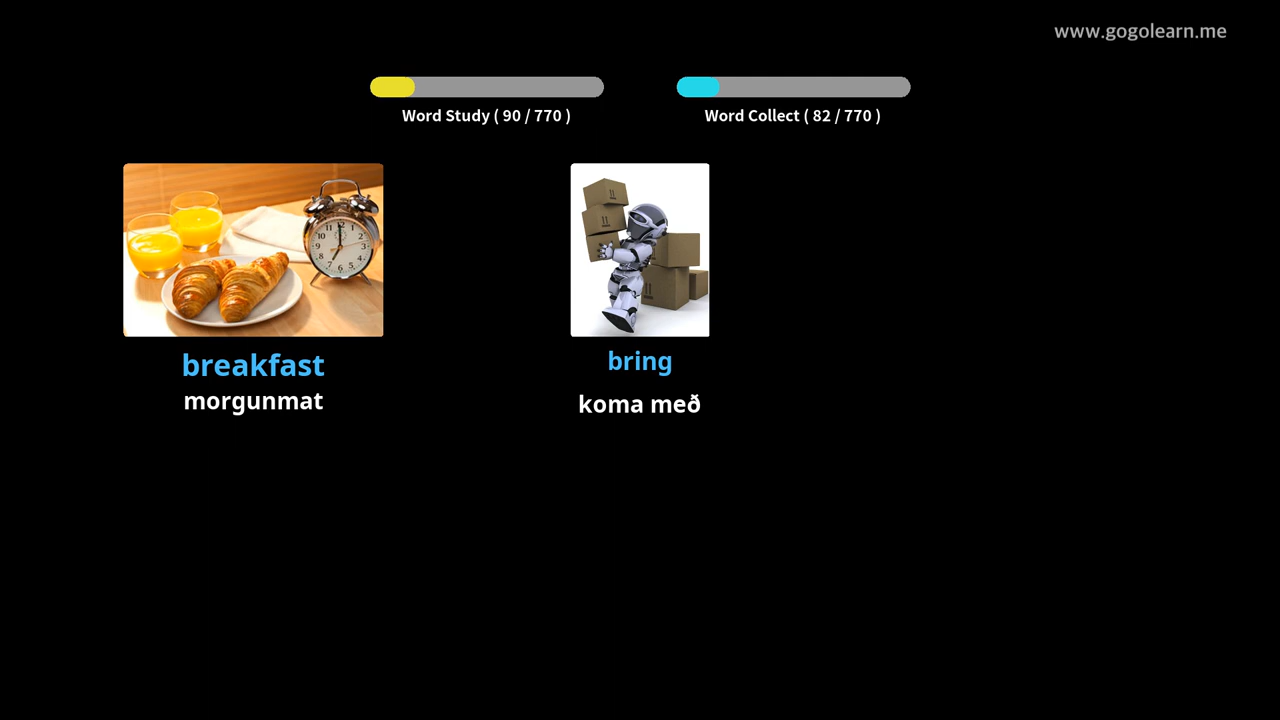 www.gogolearn.me
Word Study ( 90 / 770 )
Word Collect ( 82 / 770 )
breakfast
morgunmat
bring
koma með